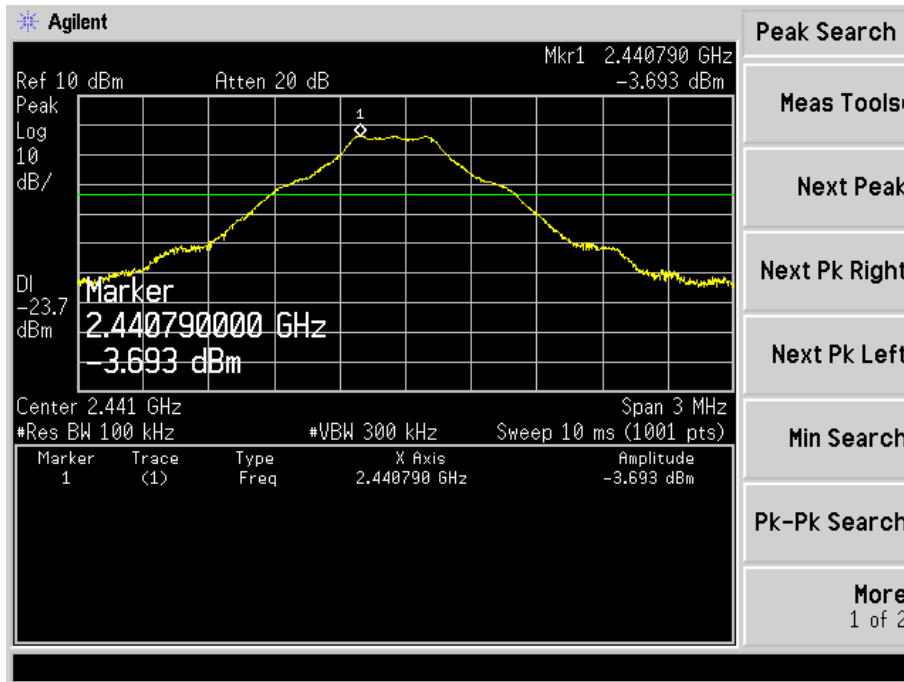 Agilent
Peak Search
Mkr1 2.440790 GHz
Ref 10 dBm Atten 20 dB -3.693 dBm
Peak
Log
10
dB/
1
Meas Tools
Next Peak
Next Pk Right
DI
-23.7
dBm
Marker
2.440790000 GHz
-3.693 dBm
Next Pk Left
Center 2.441 GHz Span 3 MHz
#Res BW 100 kHz #VBW 300 kHz Sweep 10 ms (1001 pts)
Marker Trace Type X Axis Amplitude
1 (1) Freq 2.440790 GHz -3.693 dBm
Min Search
Pk-Pk Search
More
1 of 2